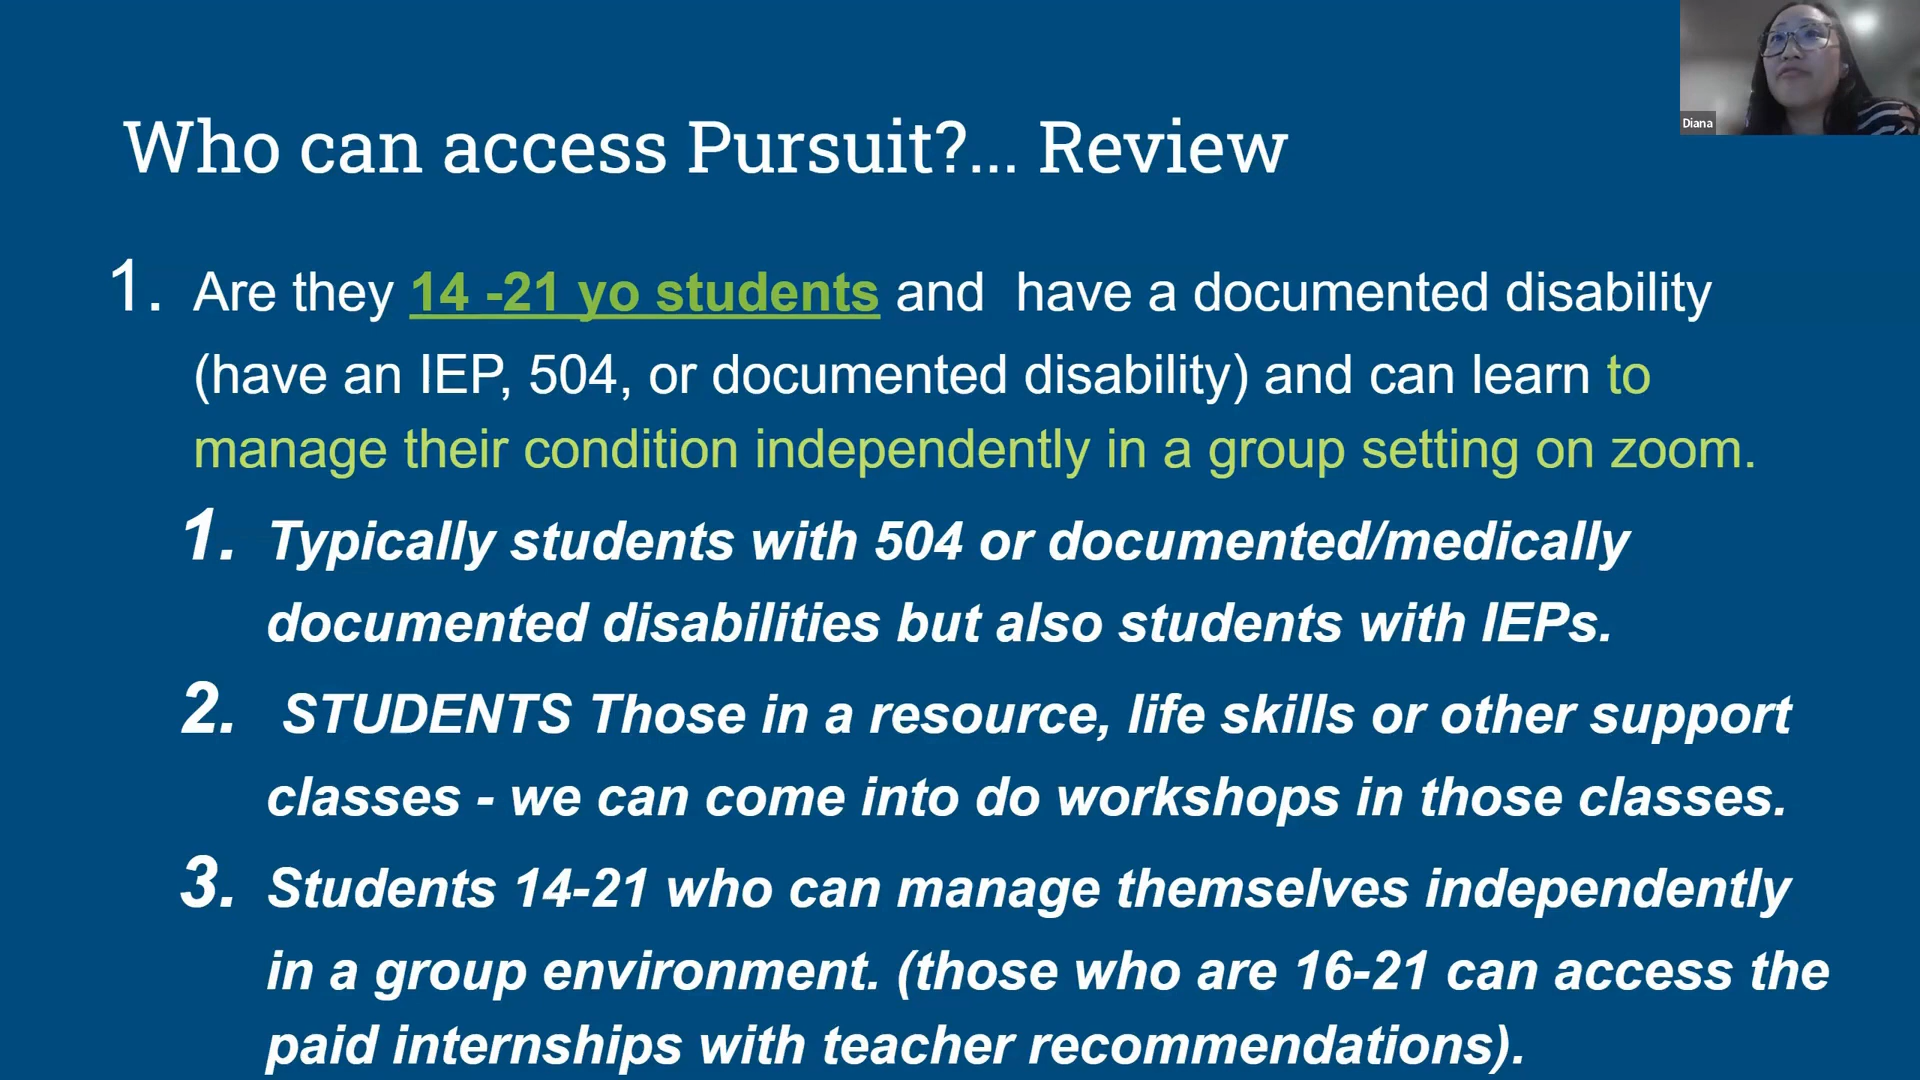 Who can access Pursuit?... Review
Diana
1. Are they 14 -21 yo students and have a documented disability
(have an IEP, 504, or documented disability) and can learn to
manage their condition independently in a group setting on zoom.
1. Typically students with 504 or documented/medically
documented disabilities but also students with IEPs.
2. STUDENTS Those in a resource, life skills or other support
classes - we can come into do workshops in those classes.
3. Students 14-21 who can manage themselves independently
in a group environment. (those who are 16-21 can access the
paid internships with teacher recommendations).